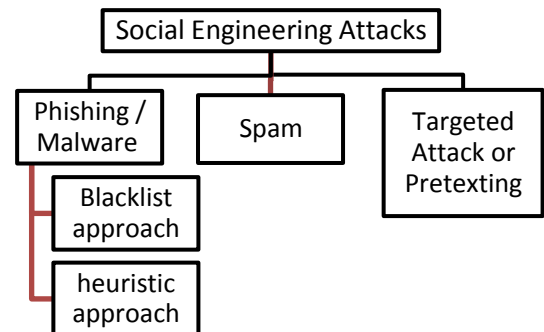 Social Engineering Attacks
Phishing /
Malware
Spam
Targeted
Attack or
Pretexting
Blacklist
approach
heuristic
approach